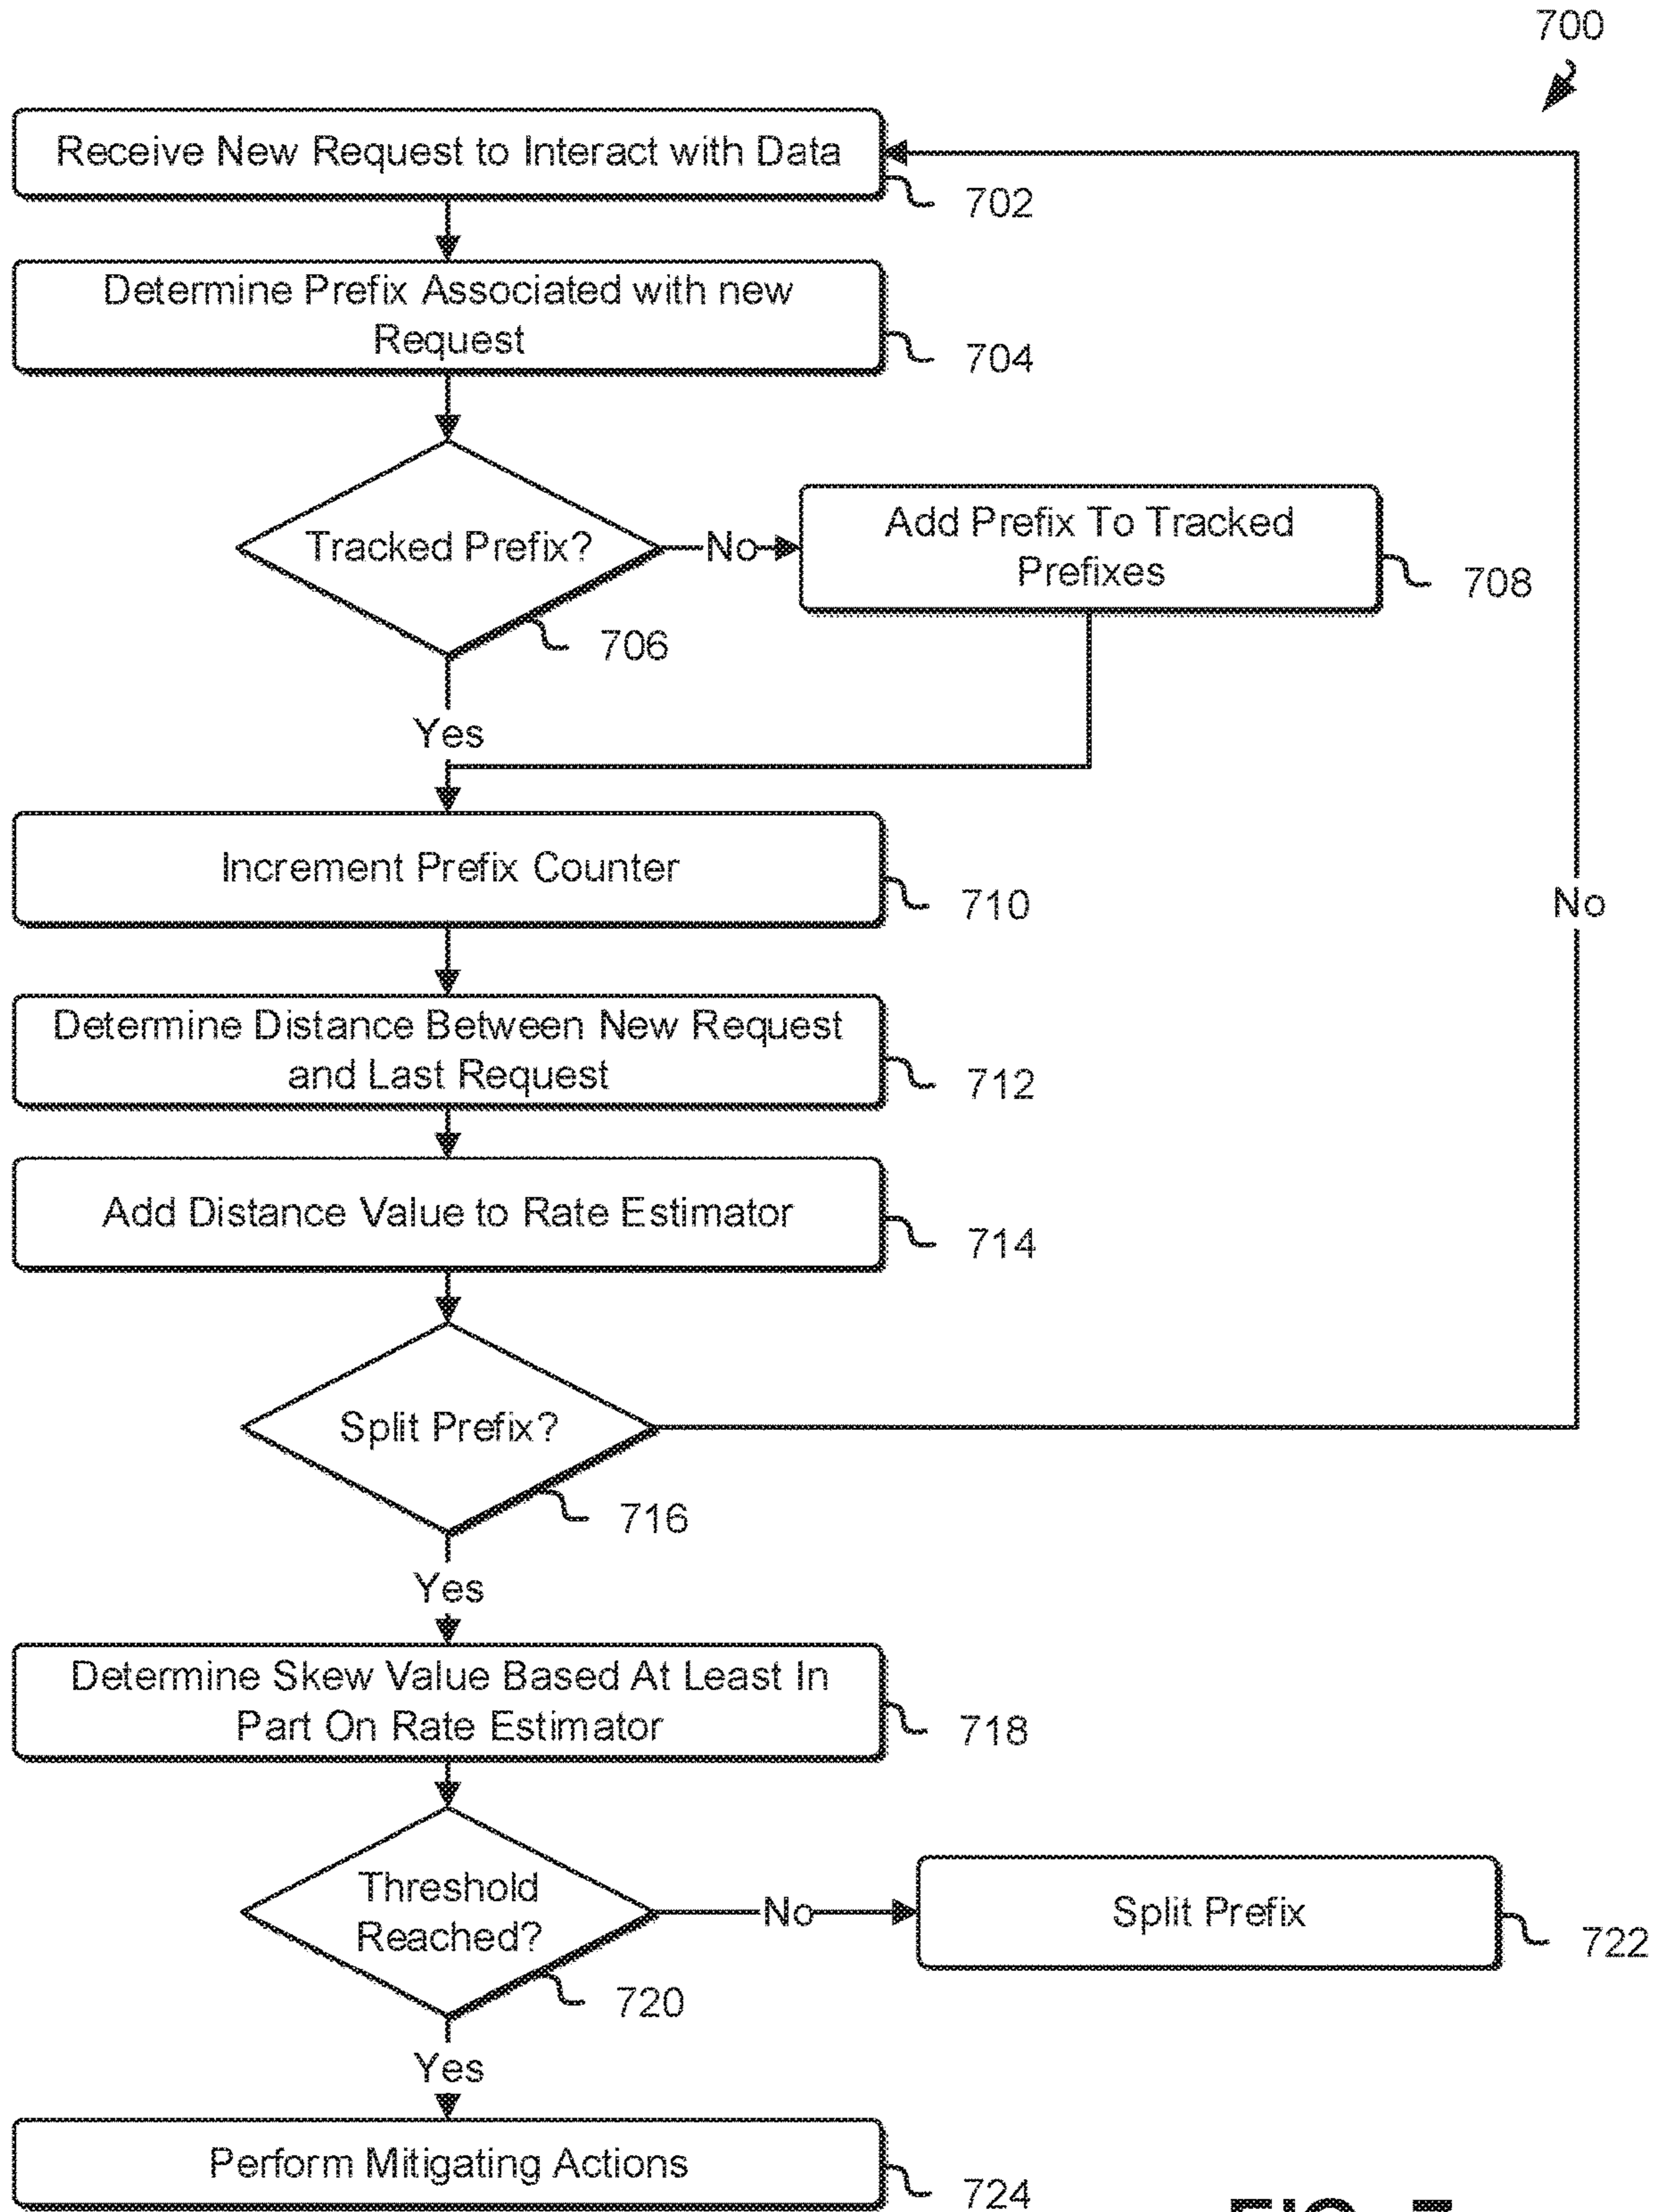 700
Receive New Request to Interact with Data
702
Determine Prefix Associated with new
Request
704
Tracked Prefix?
No
Add Prefix To Tracked
Prefixes
708
706
Yes
Increment Prefix Counter
710
No
Determine Distance Between New Request
and Last Request
712
Add Distance Value to Rate Estimator
714
Split Prefix?
716
Yes
Determine Skew Value Based At Least In
Part On Rate Estimator
718
Threshold
Reached?
No
Split Prefix
722
720
Yes
Perform Mitigating Actions
724